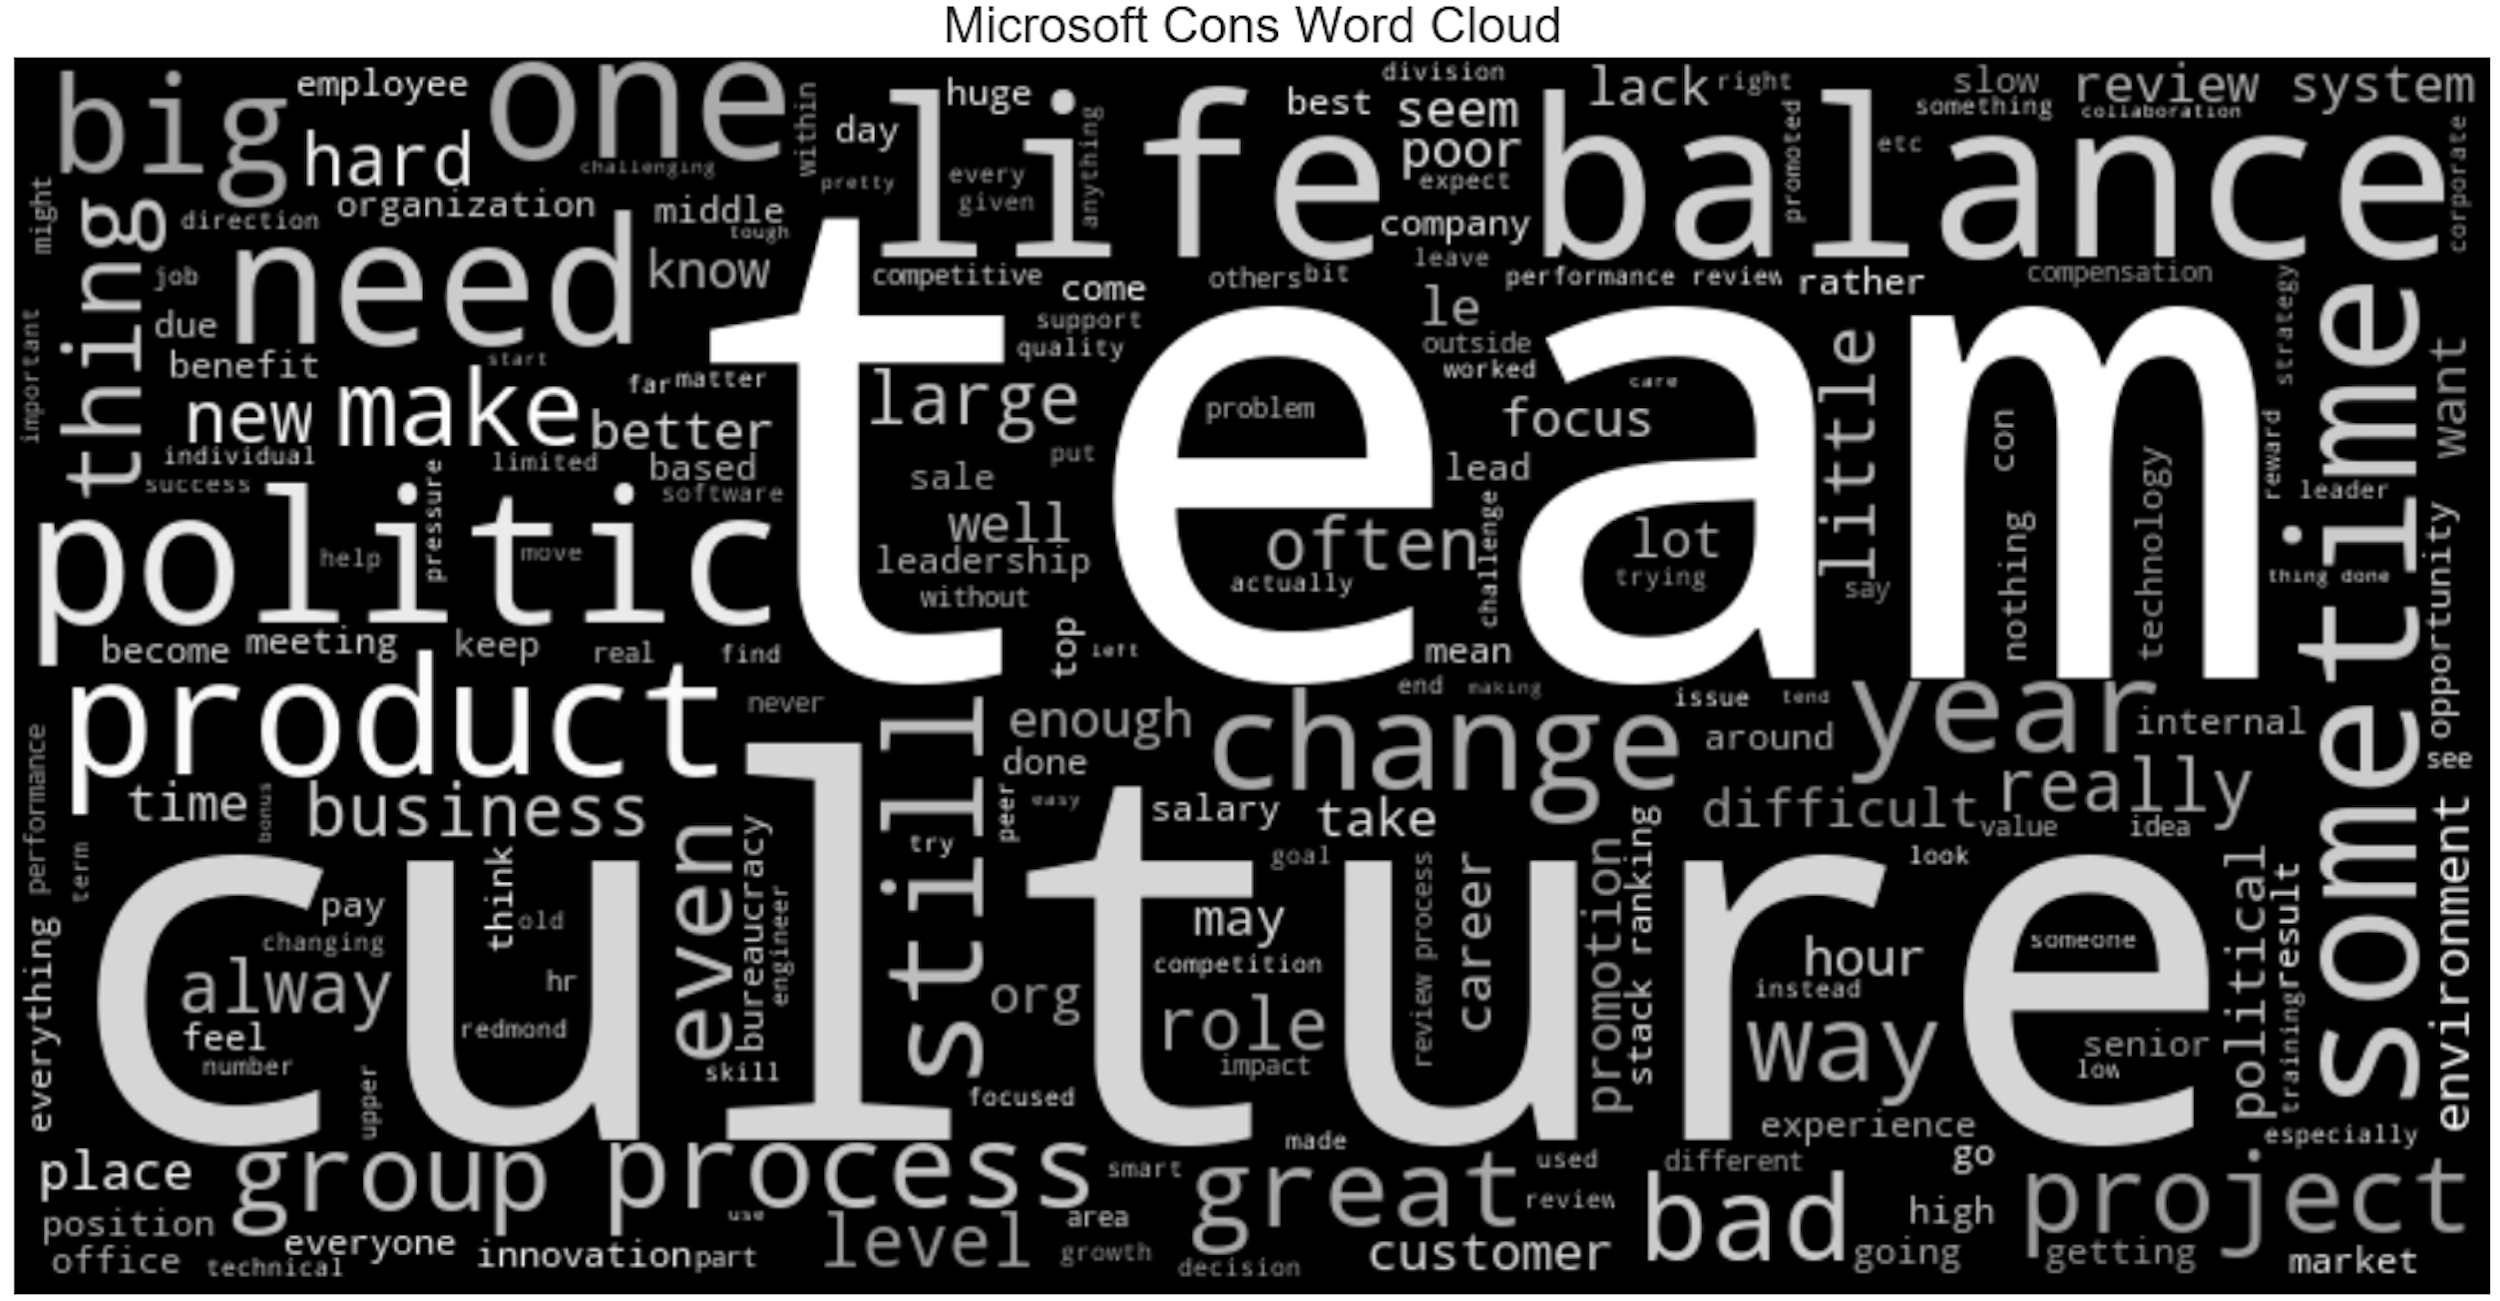 Microsoft Cons Word Cloud
big
employee
one
within
day
huge
life
anything
best
division
seem
lack
right
promoted
balance
slow
something
review system
collaboration
corporate
hard
challenging
pretty
every
given
poor
expect
etc
might
thing
direction
organization
middle
tough
company
leave
job
need
know
competitive
come
others
bit
performance review
rather
compensation
strategy
important
due
benefit
start
team
support
quality
le
outside
worked
little
sometime
want
new
make
far
matter
better
large
problem
care
focus
con
individual
limited
based
software
success
pressure
sale
put
lead
technology
reward
leader
politic
help
move
well
leadership
without
often
actually
challenge
lot
trying
say
nothing
thing done
opportunity
become
meeting
keep
real
find
top
left
mean
end
making
issue
tend
product
never
still
enough
done
change
around
year
internal
see
performance
time
bonus
business
peer
easy
salary
take
difficult
really
value
idea
environment
term
culture
think
even
bureaucracy
try
goal
review process
career
promotion
stack ranking
look
political
result
training
everything
pay
old
changing
alway
hr
engineer
org
may
competition
hour
someone
instead
feel
redmond
number
upper
skill
focused
role
impact
way
senior
low
experience
especially
place
group
process
smart
made
great
used
review
different
go
bad
high
project
position
office
technical
everyone
innovation
use
part
level
area
growth
decision
customer
going
getting
market